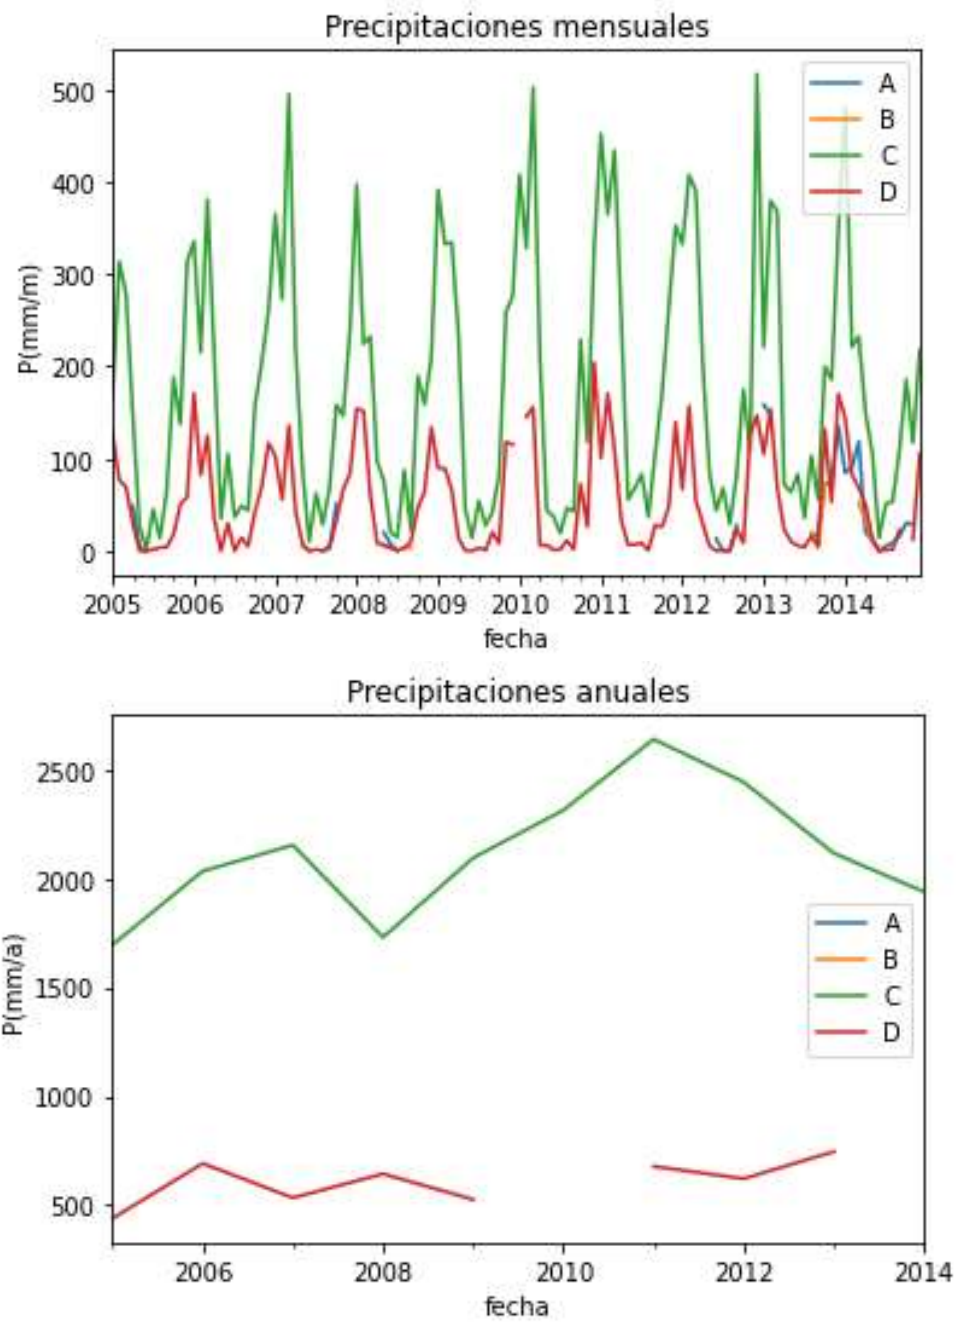 Precipitaciones mensuales
500
400
300
200
100
0
P(mm/m)
A
B
C
D
2005 2006 2007 2008 2009 2010 2011 2012 2013 2014
fecha
Precipitaciones anuales
2500
2000
1500
1000
500
P(mm/a)
A
B
C
D
2006 2008 2010 2012 2014
fecha